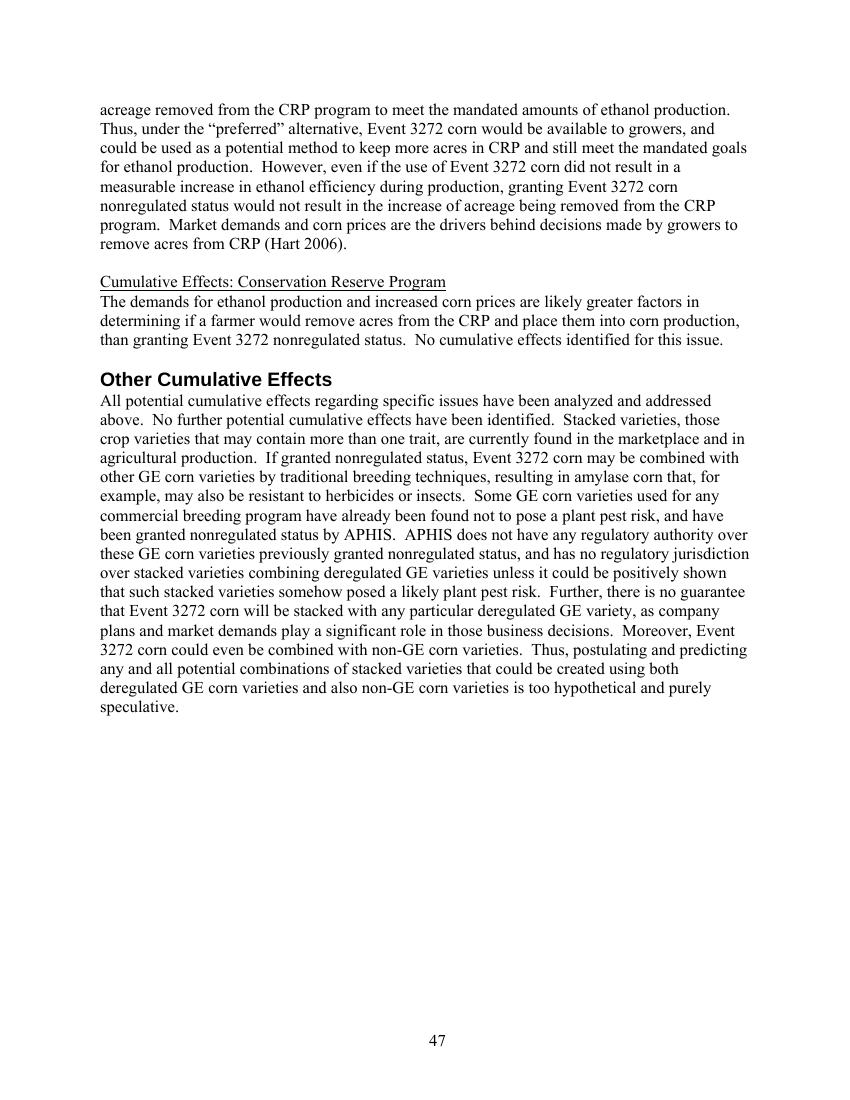 acreage removed from the CRP program to meet the mandated amounts of ethanol production.
Thus, under the “preferred” alternative, Event 3272 corn would be available to growers, and
could be used as a potential method to keep more acres in CRP and still meet the mandated goals
for ethanol production.  However, even if the use of Event 3272 corn did not result in a
measurable increase in ethanol efficiency during production, granting Event 3272 corn
nonregulated status would not result in the increase of acreage being removed from the CRP
program.  Market demands and corn prices are the drivers behind decisions made by growers to
remove acres from CRP (Hart 2006).
Cumulative Effects: Conservation Reserve Program
The demands for ethanol production and increased corn prices are likely greater factors in
determining if a farmer would remove acres from the CRP and place them into corn production,
than granting Event 3272 nonregulated status.  No cumulative effects identified for this issue.
Other Cumulative Effects
All potential cumulative effects regarding specific issues have been analyzed and addressed
above.  No further potential cumulative effects have been identified.  Stacked varieties, those
crop varieties that may contain more than one trait, are currently found in the marketplace and in
agricultural production.  If granted nonregulated status, Event 3272 corn may be combined with
other GE corn varieties by traditional breeding techniques, resulting in amylase corn that, for
example, may also be resistant to herbicides or insects.  Some GE corn varieties used for any
commercial breeding program have already been found not to pose a plant pest risk, and have
been granted nonregulated status by APHIS.  APHIS does not have any regulatory authority over
these GE corn varieties previously granted nonregulated status, and has no regulatory jurisdiction
over stacked varieties combining deregulated GE varieties unless it could be positively shown
that such stacked varieties somehow posed a likely plant pest risk.  Further, there is no guarantee
that Event 3272 corn will be stacked with any particular deregulated GE variety, as company
plans and market demands play a significant role in those business decisions.  Moreover, Event
3272 corn could even be combined with non-GE corn varieties.  Thus, postulating and predicting
any and all potential combinations of stacked varieties that could be created using both
deregulated GE corn varieties and also non-GE corn varieties is too hypothetical and purely
speculative.
47